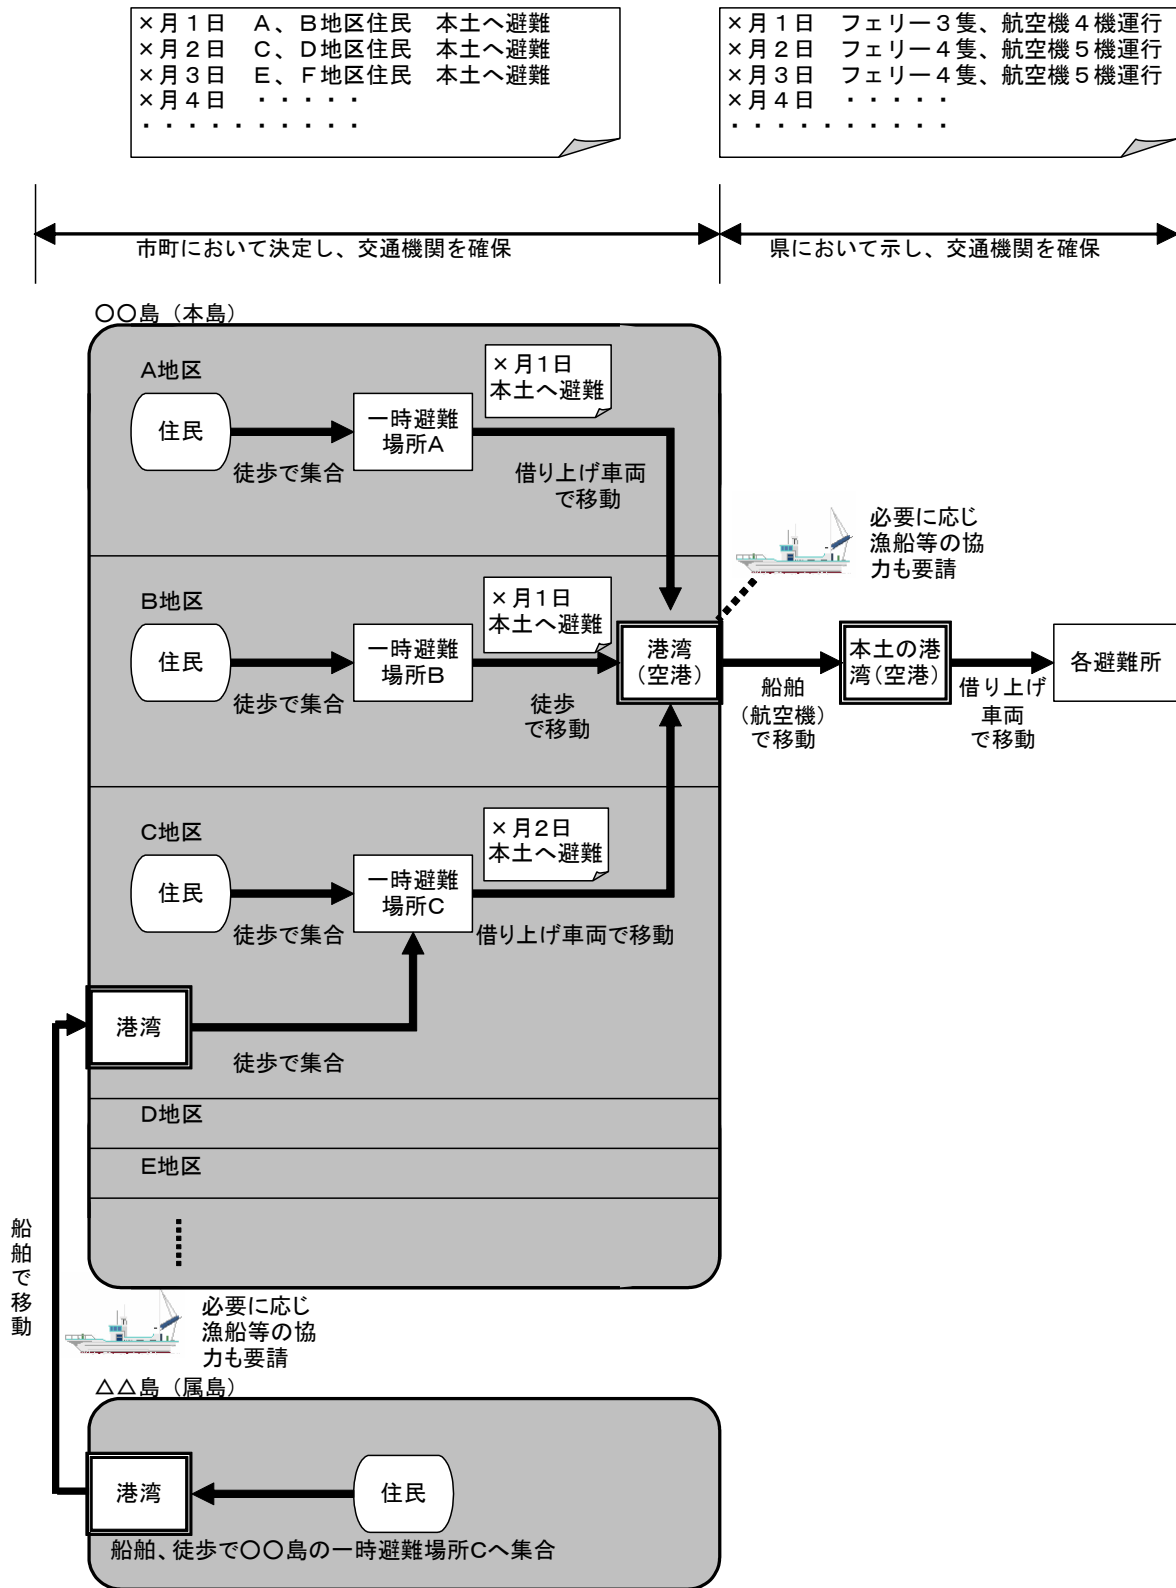 ×月１日　Ａ、Ｂ地区住民　本土へ避難
×月２日　Ｃ、Ｄ地区住民　本土へ避難
×月３日　Ｅ、Ｆ地区住民　本土へ避難
×月４日　・・・・・
・・・・・・・・・・
×月１日　フェリー３隻、航空機４機運行
×月２日　フェリー４隻、航空機５機運行
×月３日　フェリー４隻、航空機５機運行
×月４日　・・・・・
・・・・・・・・・・
市町において決定し、交通機関を確保
県において示し、交通機関を確保
〇〇島（本島）
A地区
住民
徒歩で集合
一時避難
場所A
×月1日
本土へ避難
借り上げ車両
で移動
必要に応じ
漁船等の協
力も要請
B地区
住民
徒歩で集合
一時避難
場所B
×月1日
本土へ避難
徒歩
で移動
港湾
（空港）
船舶
（航空機）
で移動
本土の港
湾（空港）
借り上げ
車両
で移動
各避難所
C地区
住民
徒歩で集合
一時避難
場所C
×月2日
本土へ避難
借り上げ車両で移動
港湾
徒歩で集合
D地区
E地区
船舶で移動
必要に応じ
漁船等の協
力も要請
△△島（属島）
港湾
住民
船舶、徒歩で〇〇島の一時避難場所Cへ集合